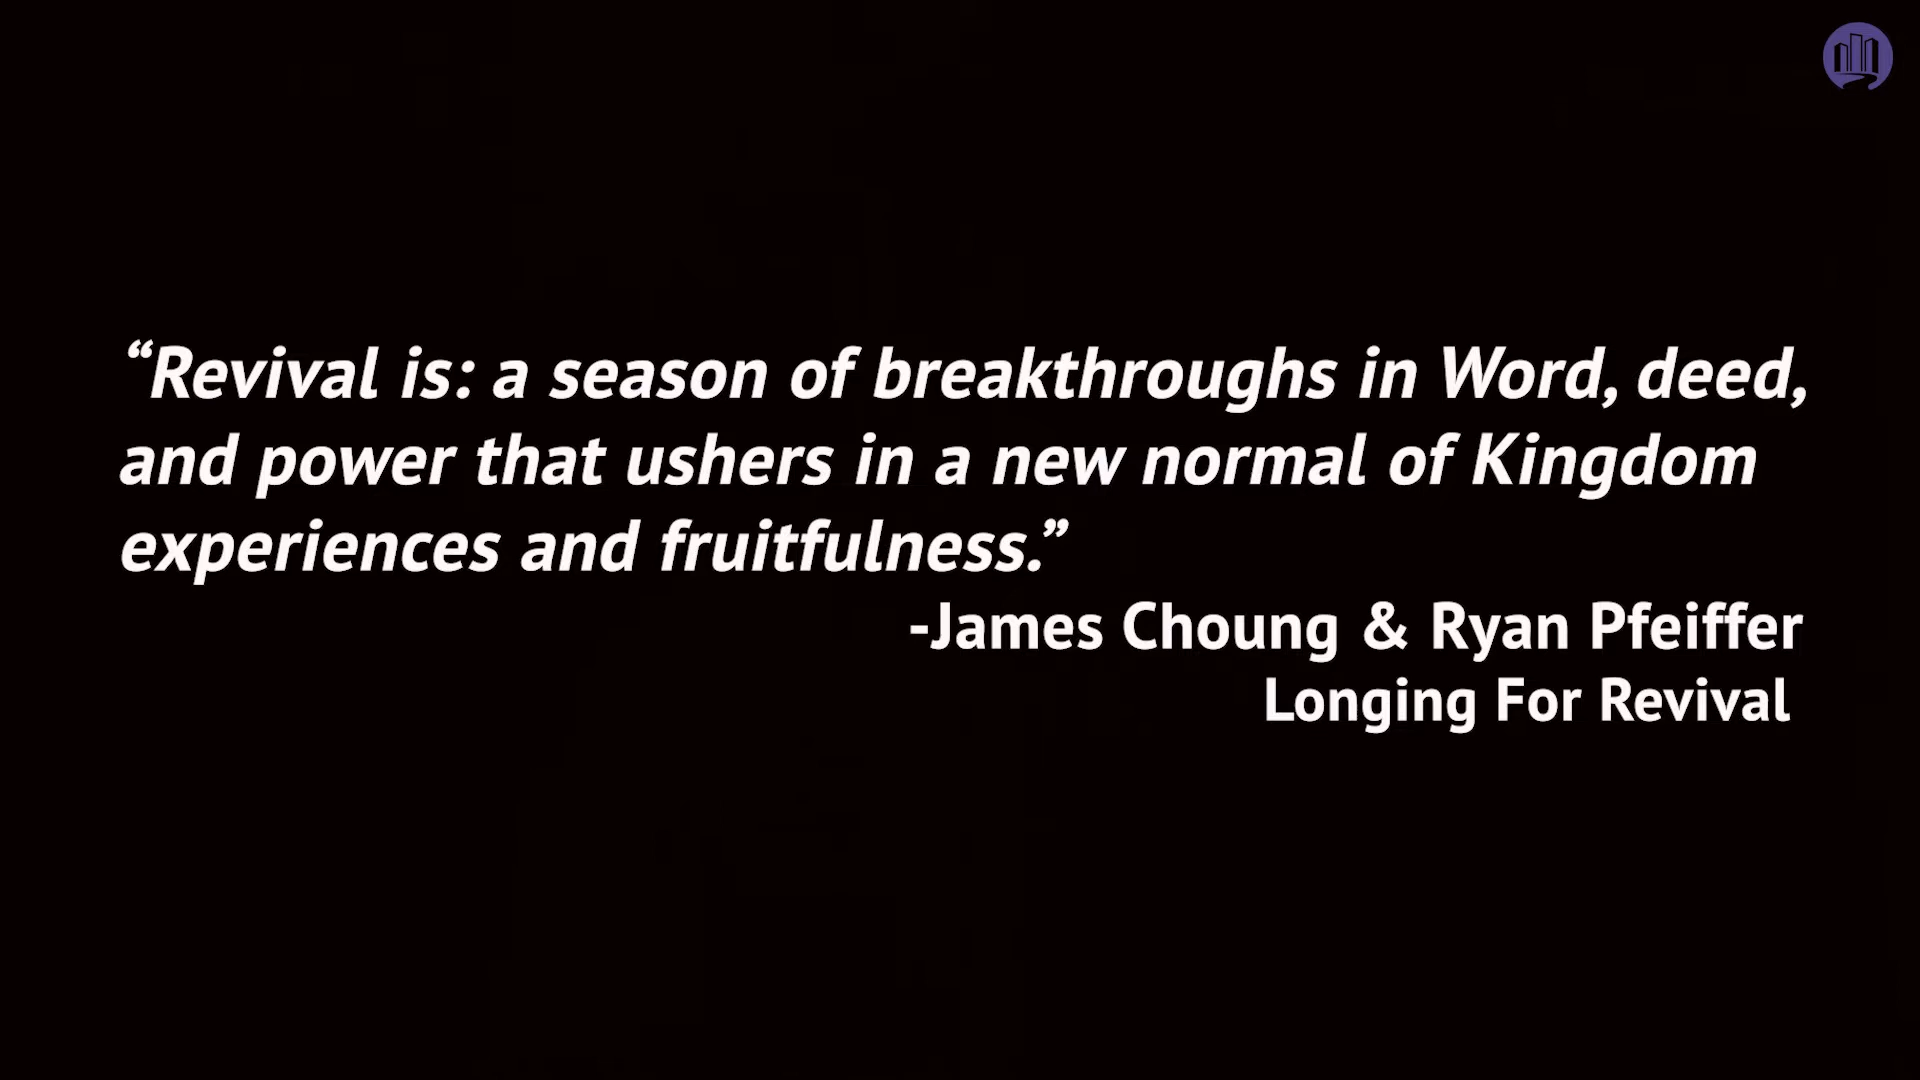 “Revival is: a season of breakthroughs in Word, deed,
and power that ushers in a new normal of Kingdom
experiences and fruitfulness.”
-James Choung & Ryan Pfeiffer
Longing For Revival